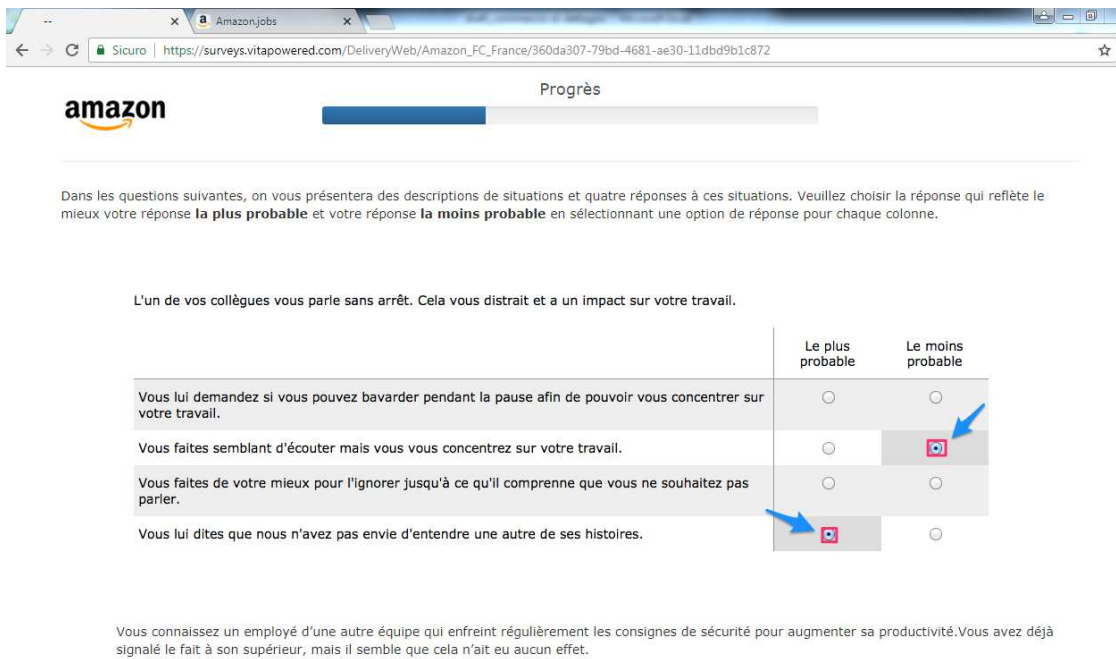 --
a Amazon.jobs
Sicuro | https://surveys.vitapowered.com/DeliveryWeb/Amazon_FC_France/360da307-79bd-4681-ae30-11dbd9b1c872
amazon
Progrès
Dans les questions suivantes, on vous présentera des descriptions de situations et quatre réponses à ces situations. Veuillez choisir la réponse qui reflète le
mieux votre réponse la plus probable et votre réponse la moins probable en sélectionnant une option de réponse pour chaque colonne.
L'un de vos collègues vous parle sans arrêt. Cela vous distrait et a un impact sur votre travail.
Le plus
probable
Le moins
probable
Vous lui demandez si vous pouvez bavarder pendant la pause afin de pouvoir vous concentrer sur
votre travail.
Vous faites semblant d'écouter mais vous vous concentrez sur votre travail.
Vous faites de votre mieux pour l'ignorer jusqu'à ce qu'il comprenne que vous ne souhaitez pas
parler.
Vous lui dites que nous n'avez pas envie d'entendre une autre de ses histoires.
Vous connaissez un employé d'une autre équipe qui enfreint régulièrement les consignes de sécurité pour augmenter sa productivité.Vous avez déjà
signalé le fait à son supérieur, mais il semble que cela n'ait eu aucun effet.